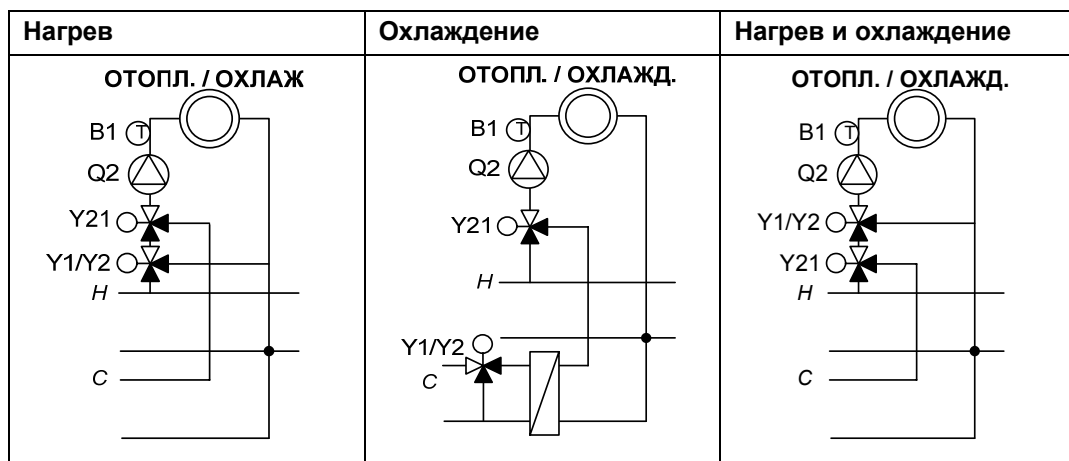 Нагрев
Охлаждение
Нагрев и охлаждение
ОТОПЛ. / ОХЛАЖ
B1
T
Q2
Y21
Y1/Y2
H
C
ОТОПЛ. / ОХЛАЖД.
B1
T
Q2
Y21
H
Y1/Y2
C
ОТОПЛ. / ОХЛАЖД.
B1
T
Q2
Y1/Y2
Y21
H
C